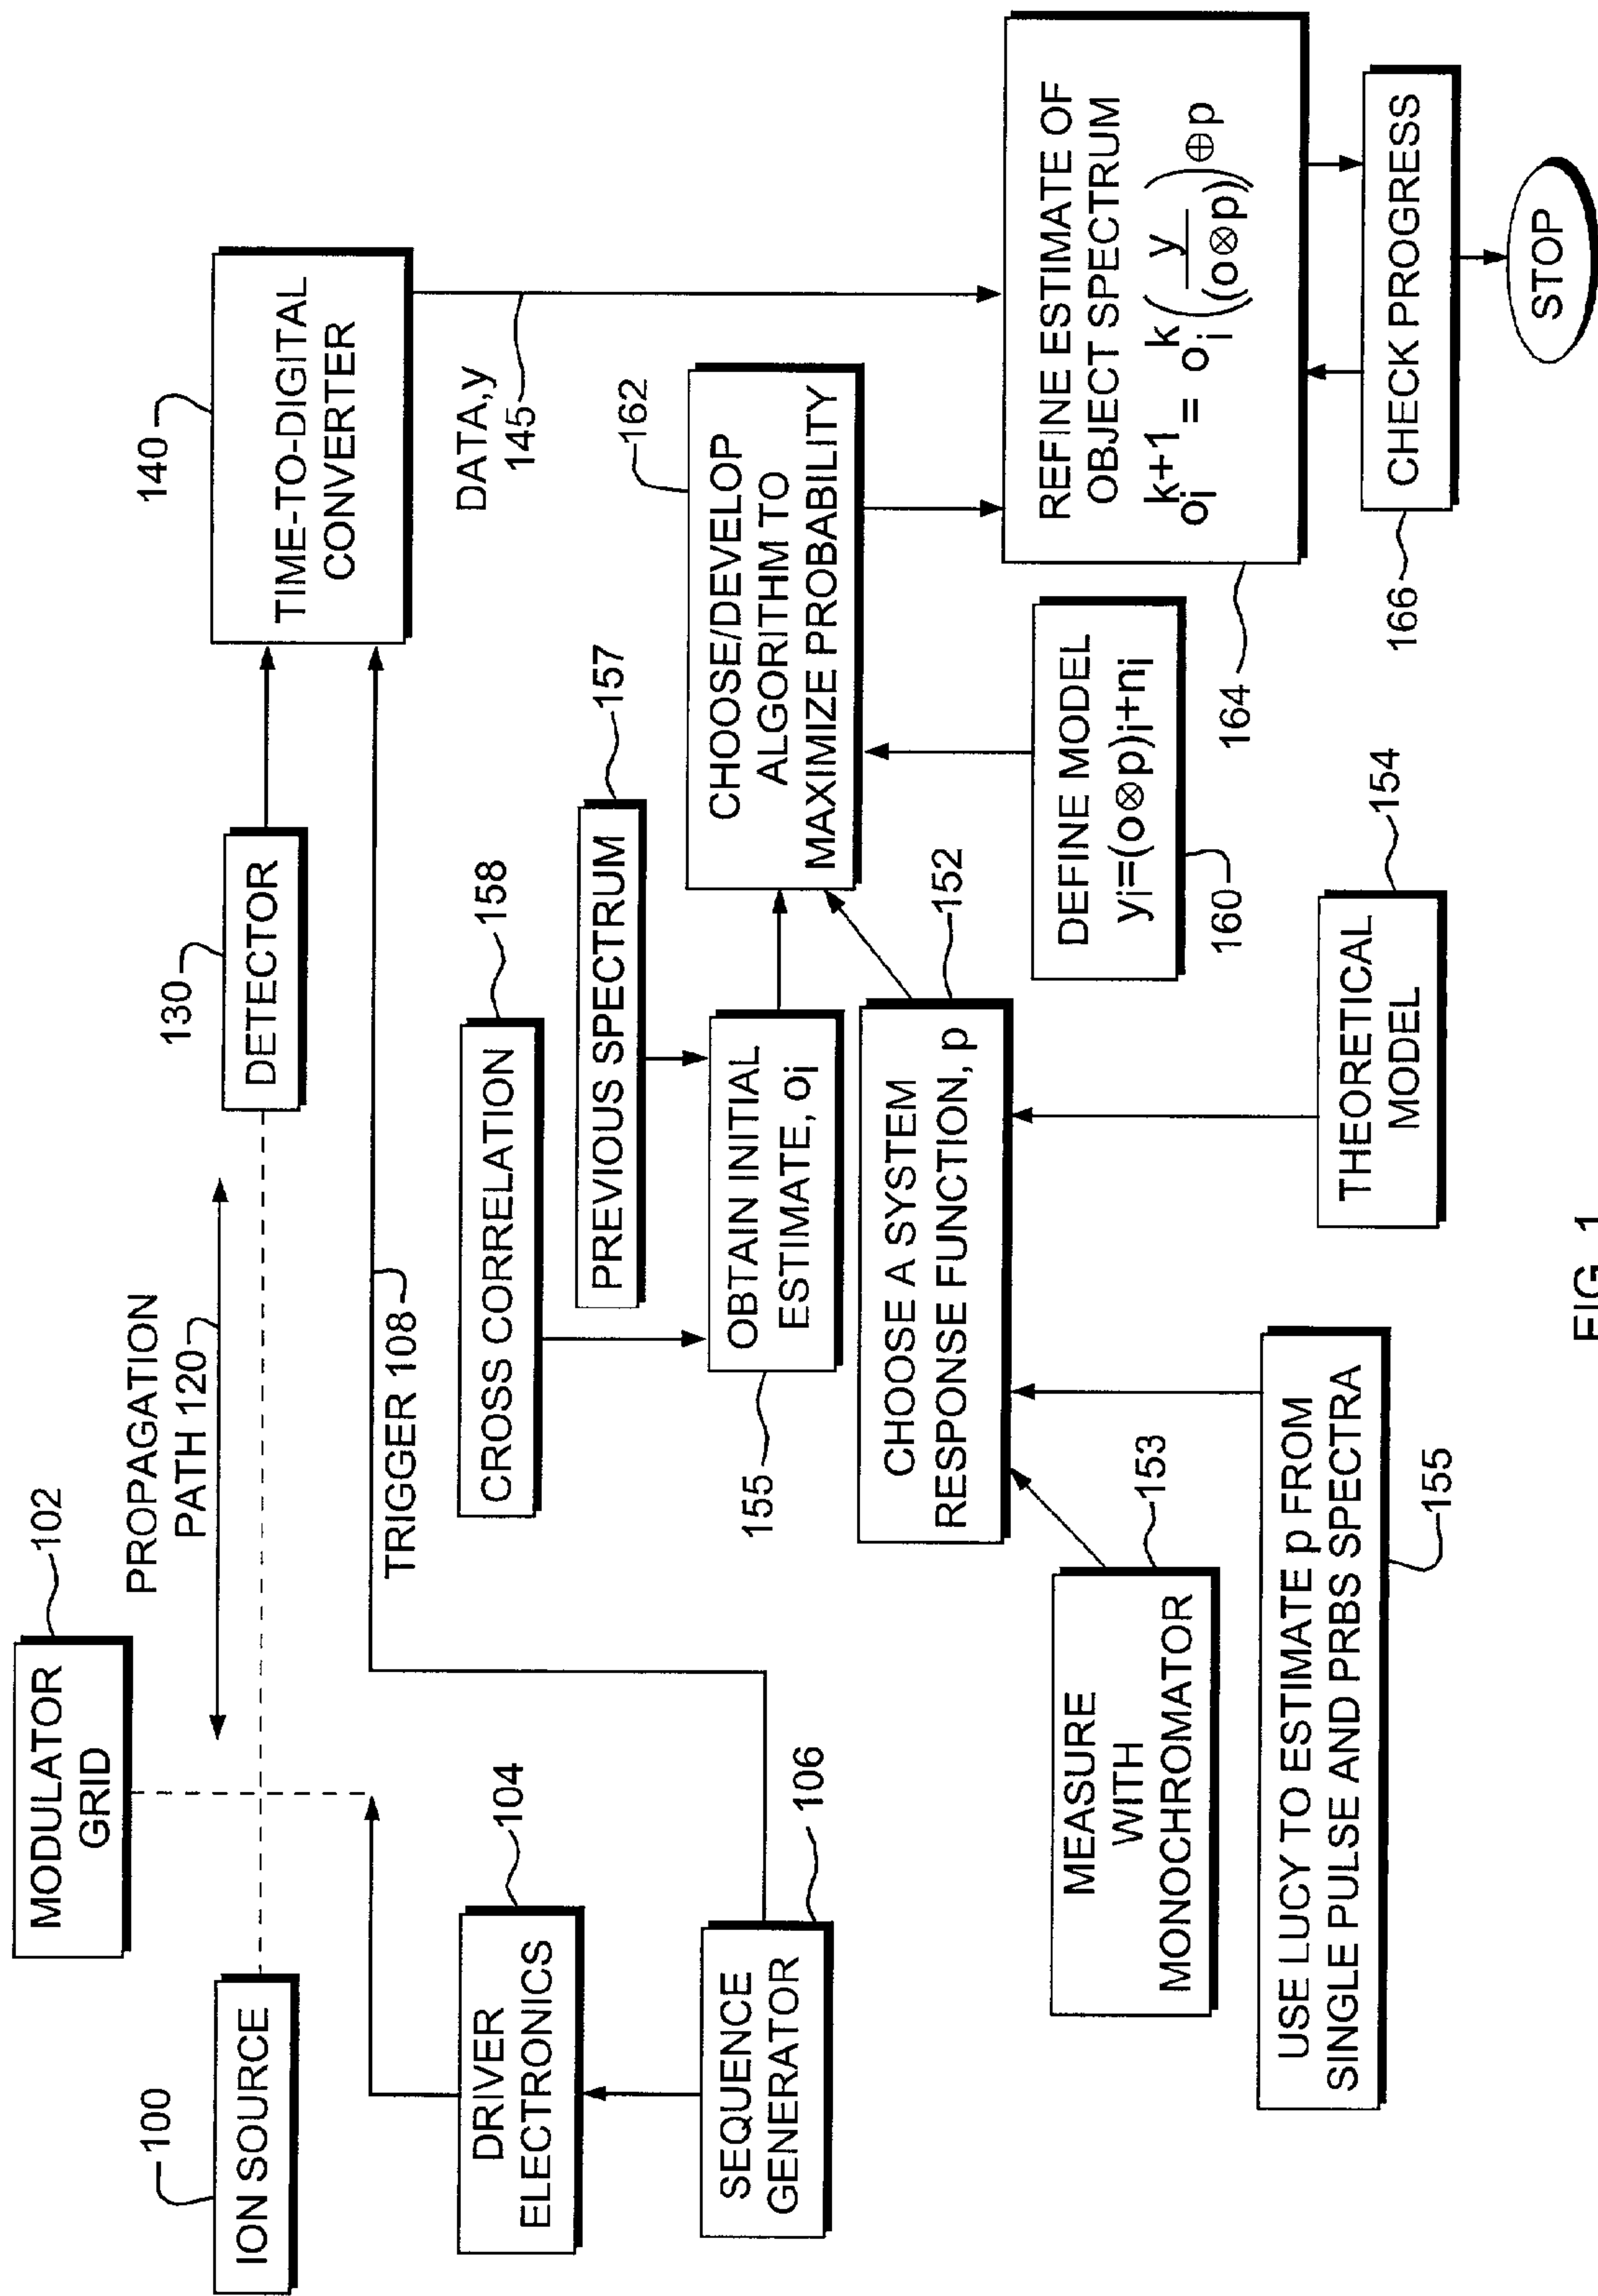 102
MODULATOR
GRID
PROPAGATION
PATH 120
100
ION SOURCE
130
DETECTOR
140
TIME-TO-DIGITAL
CONVERTER
TRIGGER 108
DATA,y
145
104
DRIVER
ELECTRONICS
106
SEQUENCE
GENERATOR
158
CROSS CORRELATION
157
PREVIOUS SPECTRUM
155
OBTAIN INITIAL
ESTIMATE, oi
162
CHOOSE/DEVELOP
ALGORITHM TO
MAXIMIZE PROBABILITY
152
CHOOSE A SYSTEM
RESPONSE FUNCTION, p
153
MEASURE
WITH
MONOCHROMATOR
USE LUCY TO ESTIMATE p FROM
SINGLE PULSE AND PRBS SPECTRA
155
154
THEORETICAL
MODEL
DEFINE MODEL
yi=(o⊗p)i+ni
160
164
REFINE ESTIMATE OF
OBJECT SPECTRUM
oi^k+1 = oi^k (y/(o⊗p))⊕p
166
CHECK PROGRESS
STOP
FIG. 1